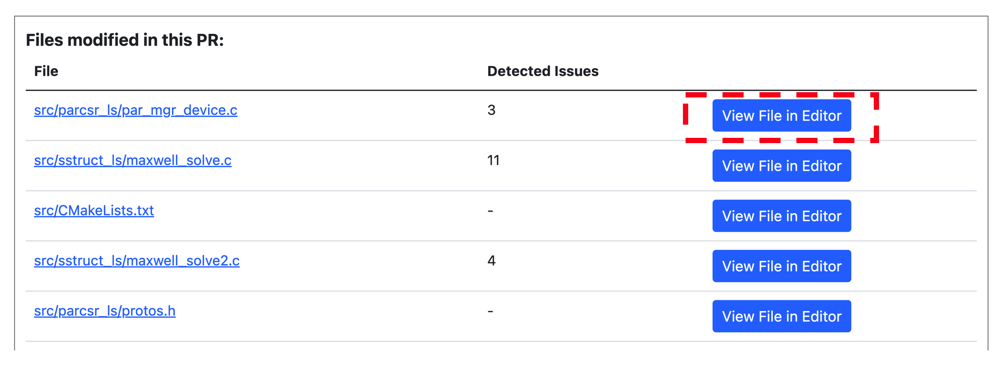 Files modified in this PR:
File Detected Issues
src/parcsr_ls/par_mgr_device.c 3 View File in Editor
src/sstruct_ls/maxwell_solve.c 11 View File in Editor
src/CMakeLists.txt - View File in Editor
src/sstruct_ls/maxwell_solve2.c 4 View File in Editor
src/parcsr_ls/protos.h - View File in Editor